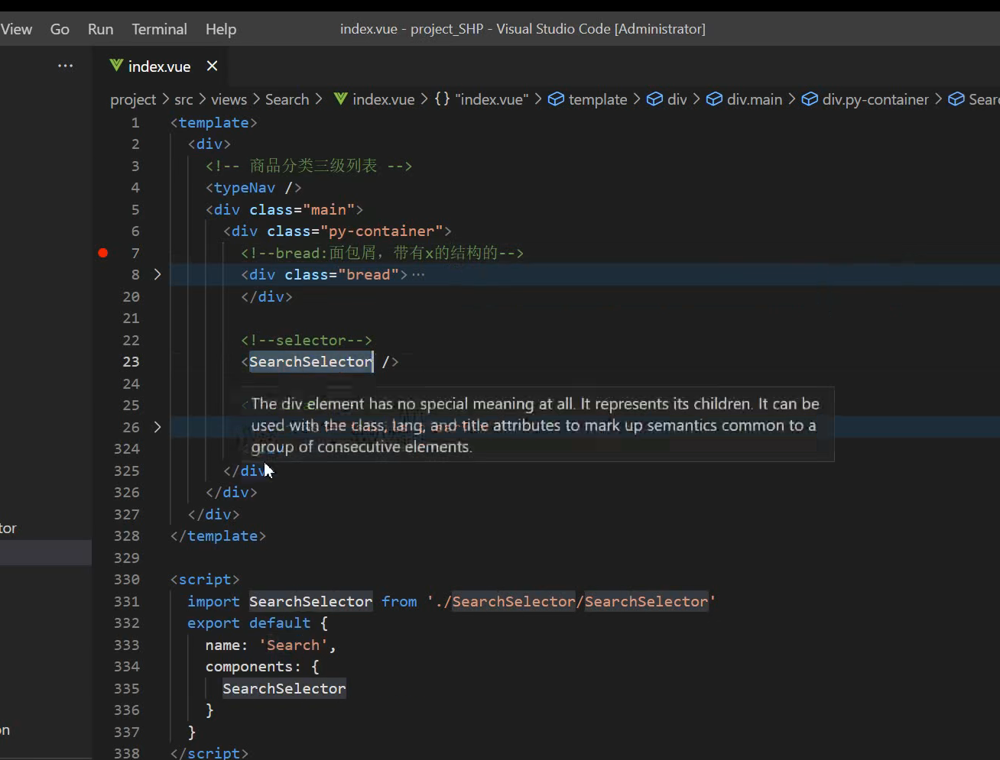 View Go Run Terminal Help index.vue - project_SHP - Visual Studio Code [Administrator]
··· index.vue ×
project > src > views > Search > index.vue > {} "index.vue" > template > div > div.main > div.py-container > Sear
1 <template>
2 <div>
3 <!-- 商品分类三级列表 -->
4 <typeNav />
5 <div class="main">
6 <div class="py-container">
7 <!--bread:面包屑，带有x的结构的-->
8 <div class="bread">···
20 </div>
21
22 <!--selector-->
23 <SearchSelector />
24
25
The div element has no special meaning at all. It represents its children. It can be
26 used with the class, lang, and title attributes to mark up semantics common to a
324 group of consecutive elements.
325 </div
326 </div>
327 </div>
tor
328 </template>
329
330 <script>
331 import SearchSelector from './SearchSelector/SearchSelector'
332 export default {
333 name: 'Search',
334 components: {
335 SearchSelector
336 }
on
337 }
338 </script>